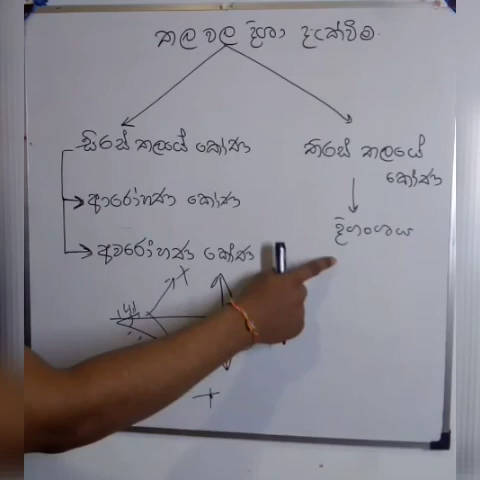 තල වල දිශා දැක්වීම
සිරස් තලයේ කෝණ
ආරෝහණ කෝණ
අවරෝහණ කෝණ
තිරස් තලයේ
කෝණ
දිගංශය